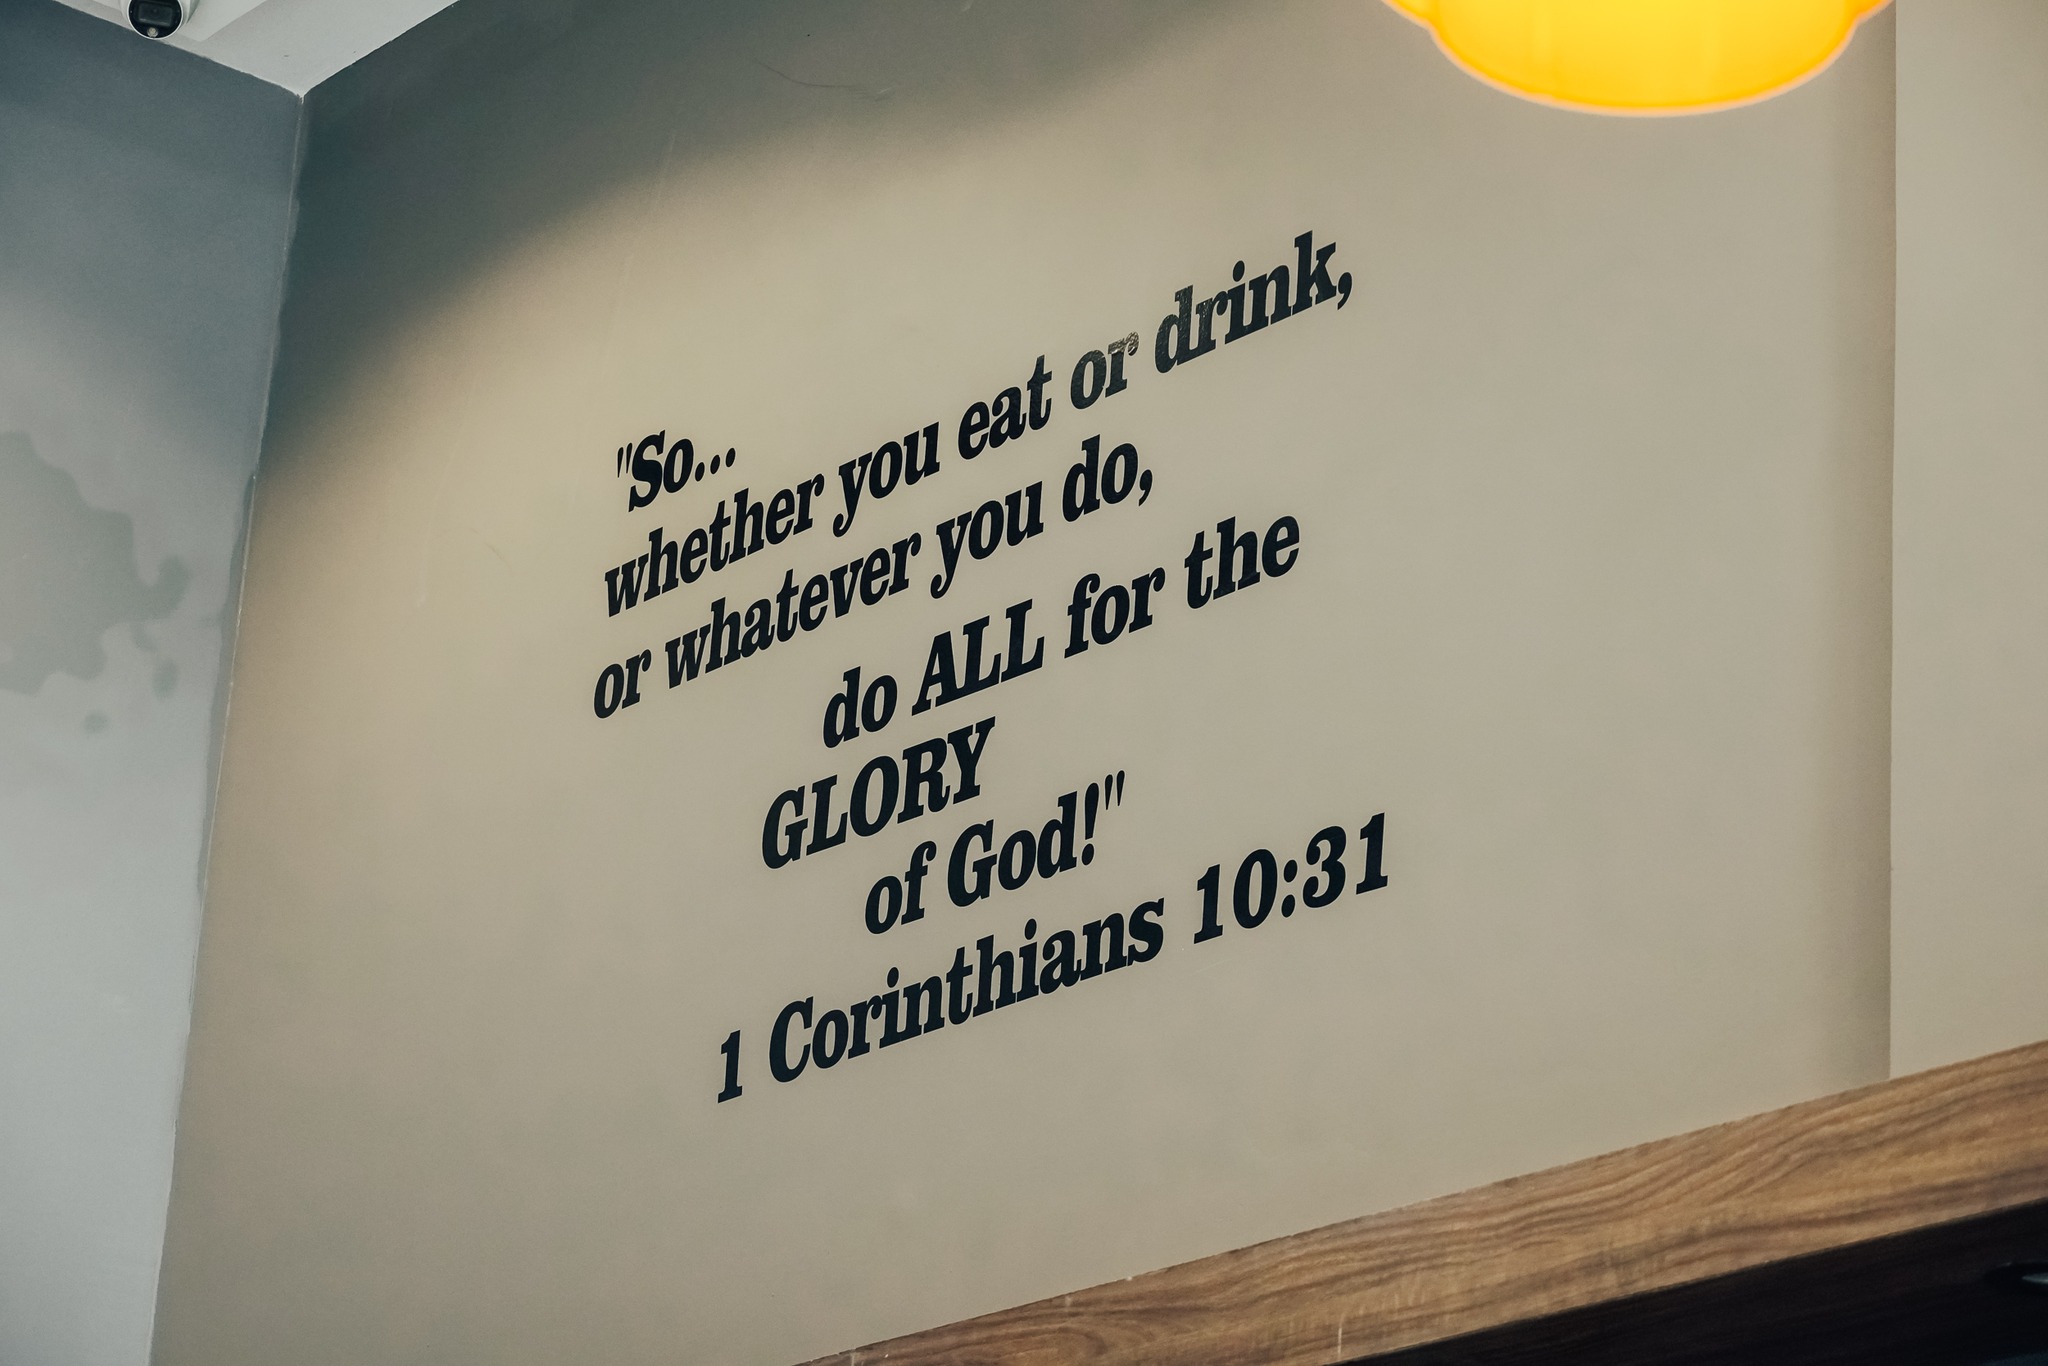 "So...
whether you eat or drink,
or whatever you do,
do ALL for the
GLORY
of God!"
1 Corinthians 10:31